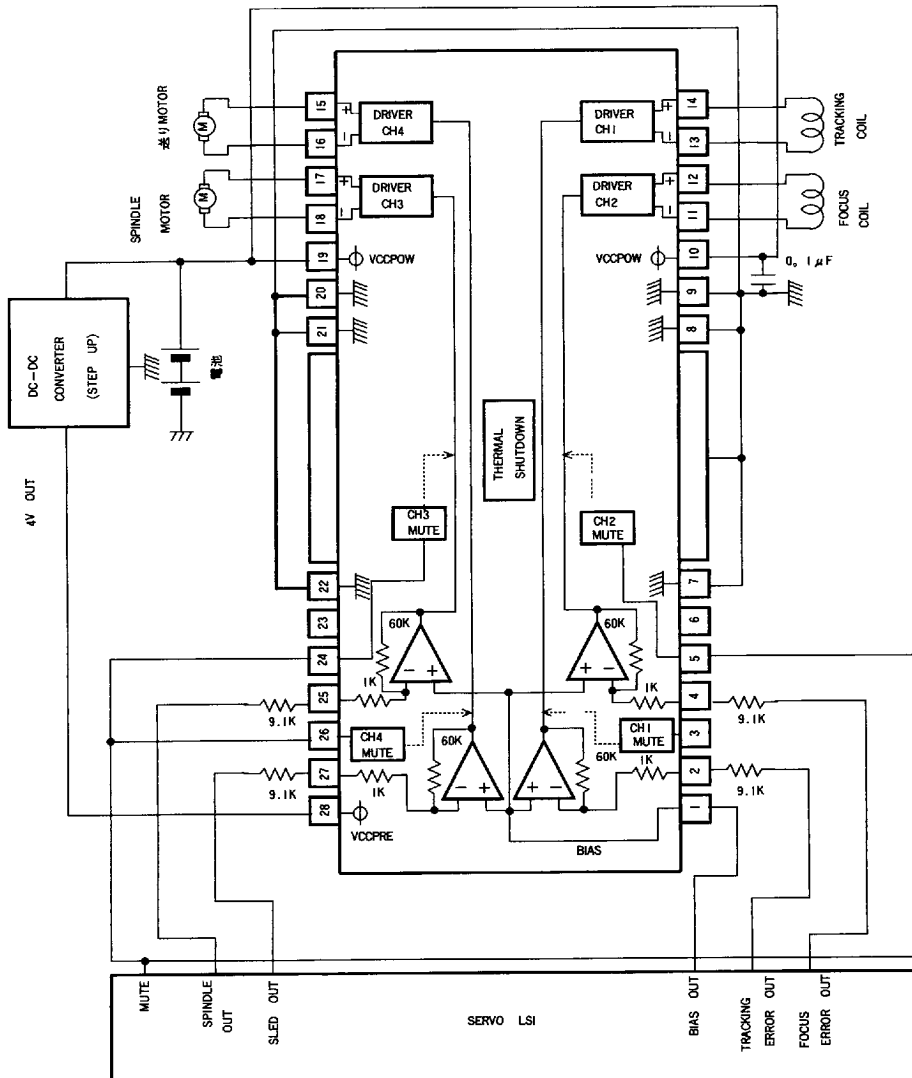 SPINDLE
MOTOR
送りMOTOR
M
M
DC-DC
CONVERTER
(STEP UP)
電池
4V OUT
15
16
17
18
19
20
21
22
23
24
25
26
27
28
+
-
DRIVER
CH4
+
-
DRIVER
CH3
VCCPOW
CH3
MUTE
60K
1K
9.1K
CH4
MUTE
60K
1K
9.1K
VCCPRE
THERMAL
SHUTDOWN
14
13
12
11
10
9
8
7
6
5
4
3
2
1
+
-
DRIVER
CH1
+
-
DRIVER
CH2
VCCPOW
0.1μF
TRACKING
COIL
FOCUS
COIL
CH2
MUTE
60K
1K
9.1K
CH1
MUTE
60K
1K
9.1K
-
+
-
+
+
-
+
-
BIAS
MUTE
SPINDLE
OUT
SLED OUT
SERVO LSI
BIAS OUT
TRACKING
ERROR OUT
FOCUS
ERROR OUT